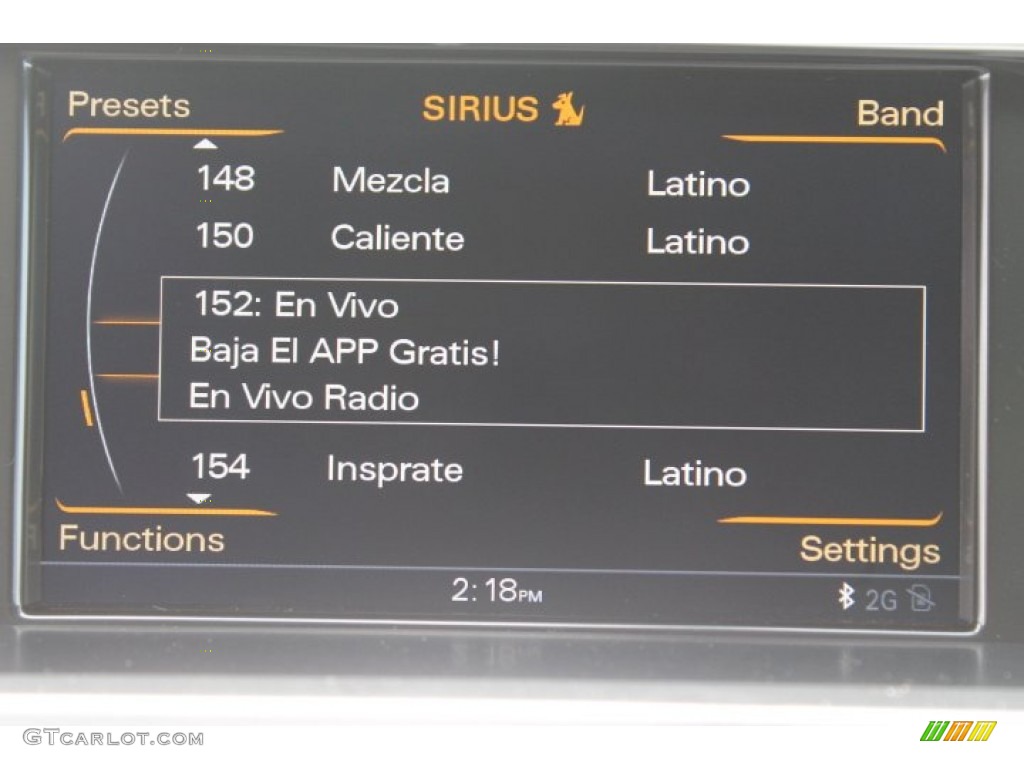 Presets SIRIUS Band
148 Mezcla Latino
150 Caliente Latino
152: En Vivo
Baja El APP Gratis!
En Vivo Radio
154 Insprate Latino
Functions Settings
2:18PM 2G
GTCARLOT.COM